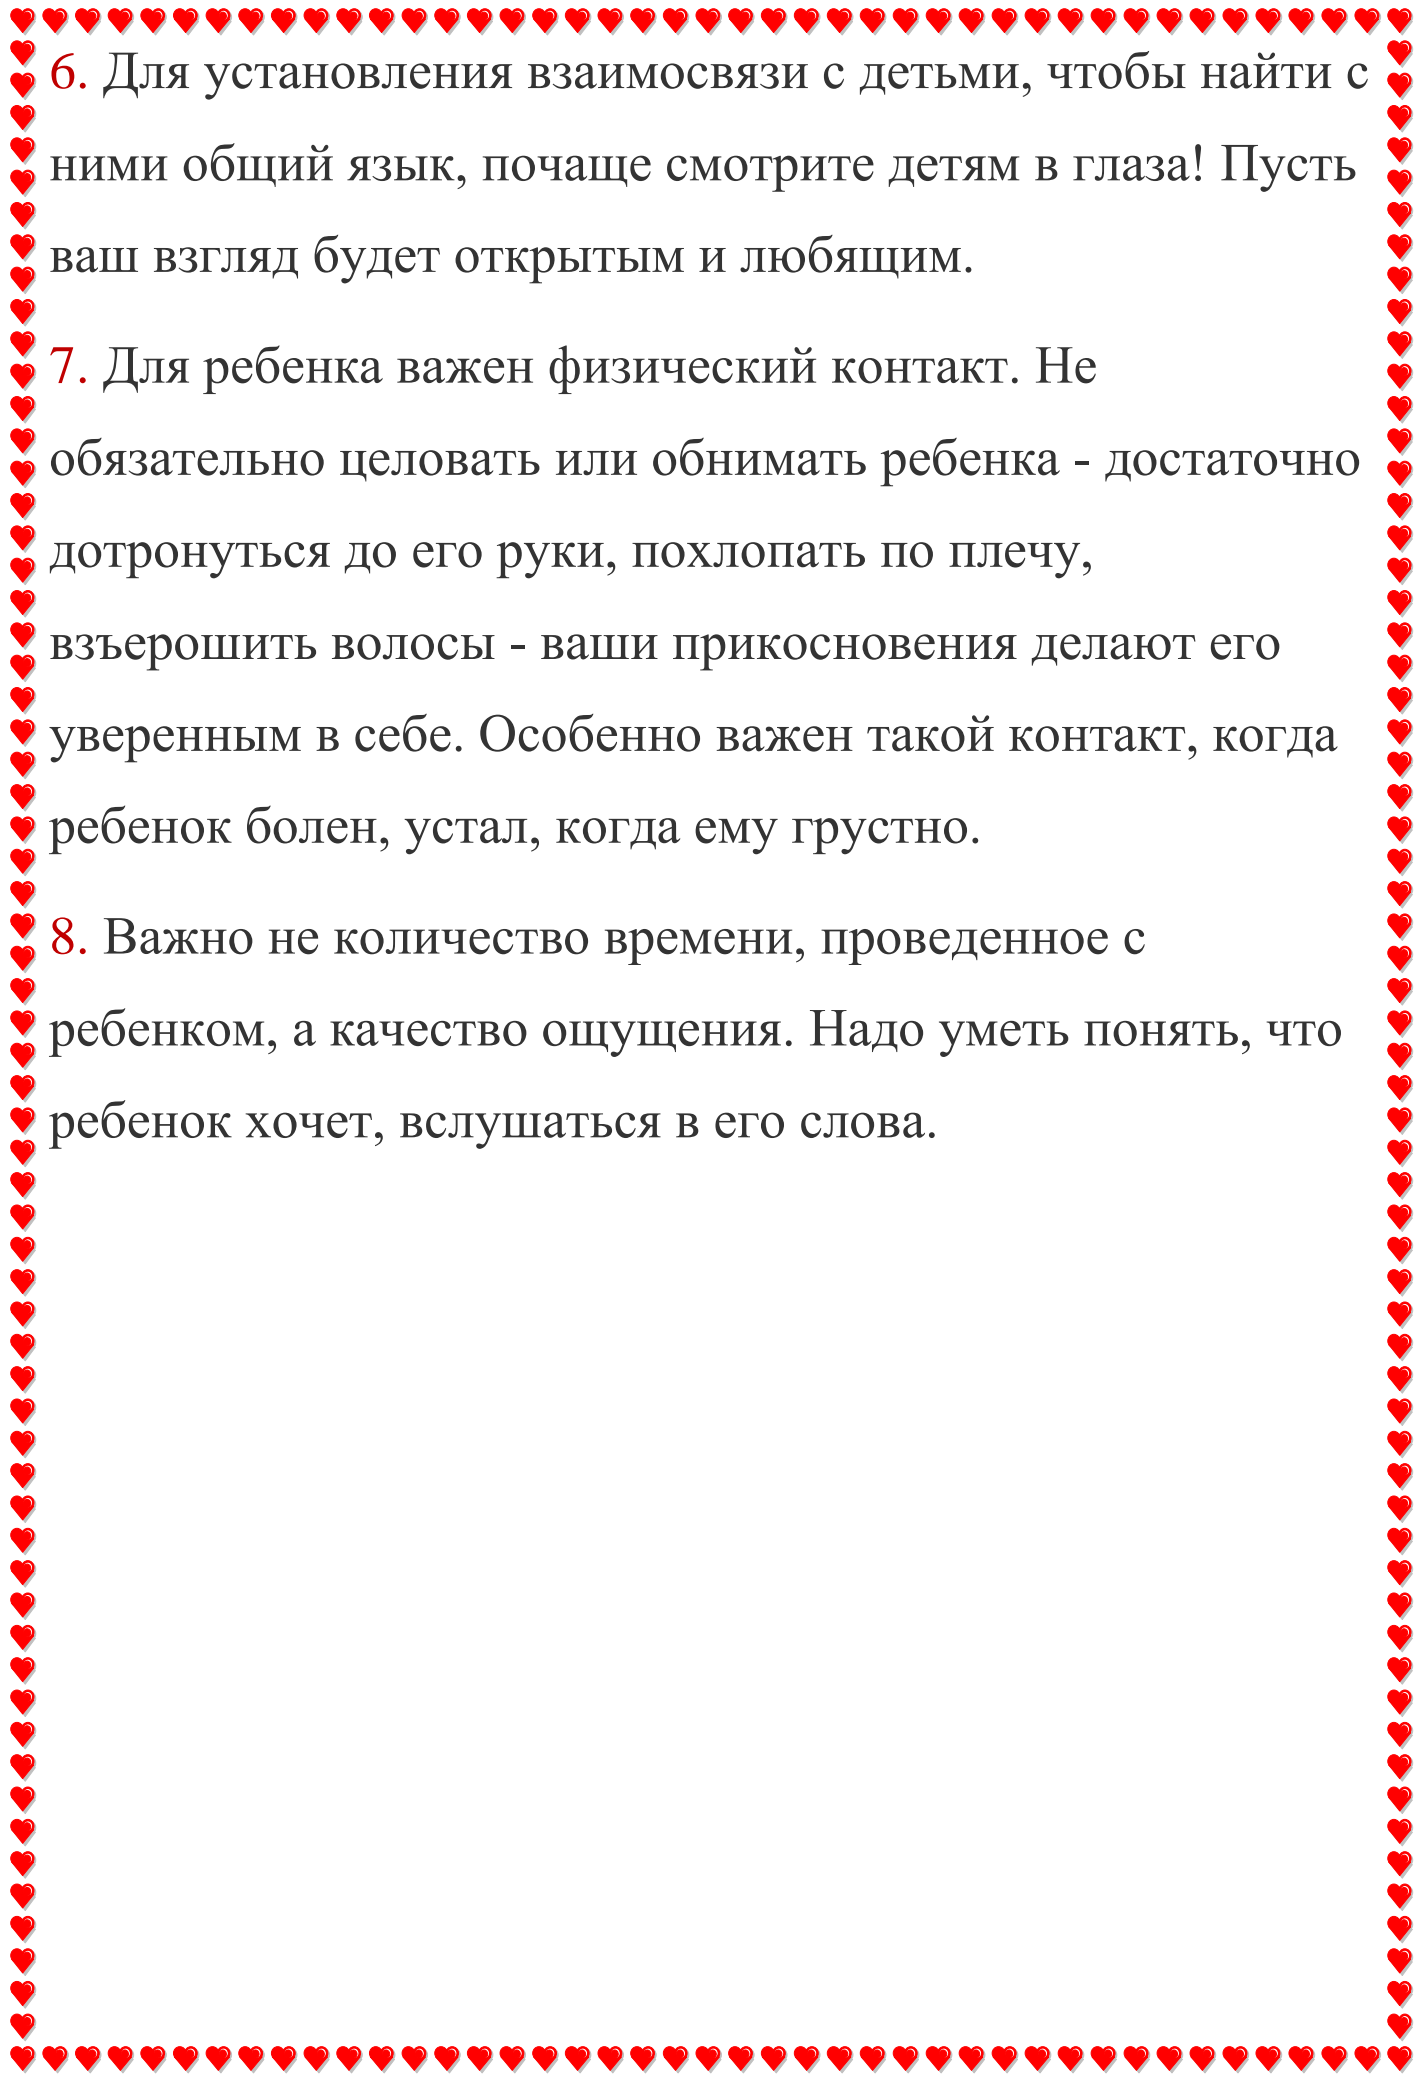 6. Для установления взаимосвязи с детьми, чтобы найти с
ними общий язык, почаще смотрите детям в глаза! Пусть
ваш взгляд будет открытым и любящим.
7. Для ребенка важен физический контакт. Не
обязательно целовать или обнимать ребенка - достаточно
дотронуться до его руки, похлопать по плечу,
взъерошить волосы - ваши прикосновения делают его
уверенным в себе. Особенно важен такой контакт, когда
ребенок болен, устал, когда ему грустно.
8. Важно не количество времени, проведенное с
ребенком, а качество ощущения. Надо уметь понять, что
ребенок хочет, вслушаться в его слова.